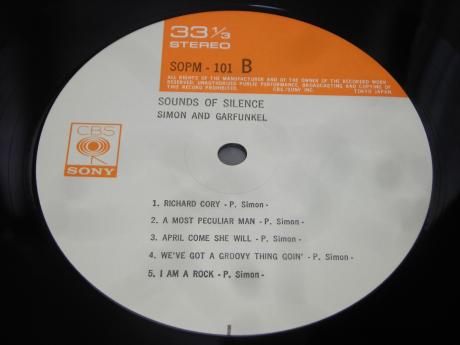 33 1/3
STEREO
SOPM - 101 B
ALL RIGHTS OF THE MANUFACTURER AND OF THE OWNER OF THE RECORDED WORK
RESERVED. UNAUTHORIZED PUBLIC PERFORMANCE, BROADCASTING AND COPYING OF
THIS RECORD PROHIBITED. CBS/SONY INC. TOKYO JAPAN
SOUNDS OF SILENCE
SIMON AND GARFUNKEL
CBS
SONY
1. RICHARD CORY - P. Simon -
2. A MOST PECULIAR MAN - P. Simon -
3. APRIL COME SHE WILL - P. Simon -
4. WE'VE GOT A GROOVY THING GOIN' - P. Simon -
5. I AM A ROCK - P. Simon -